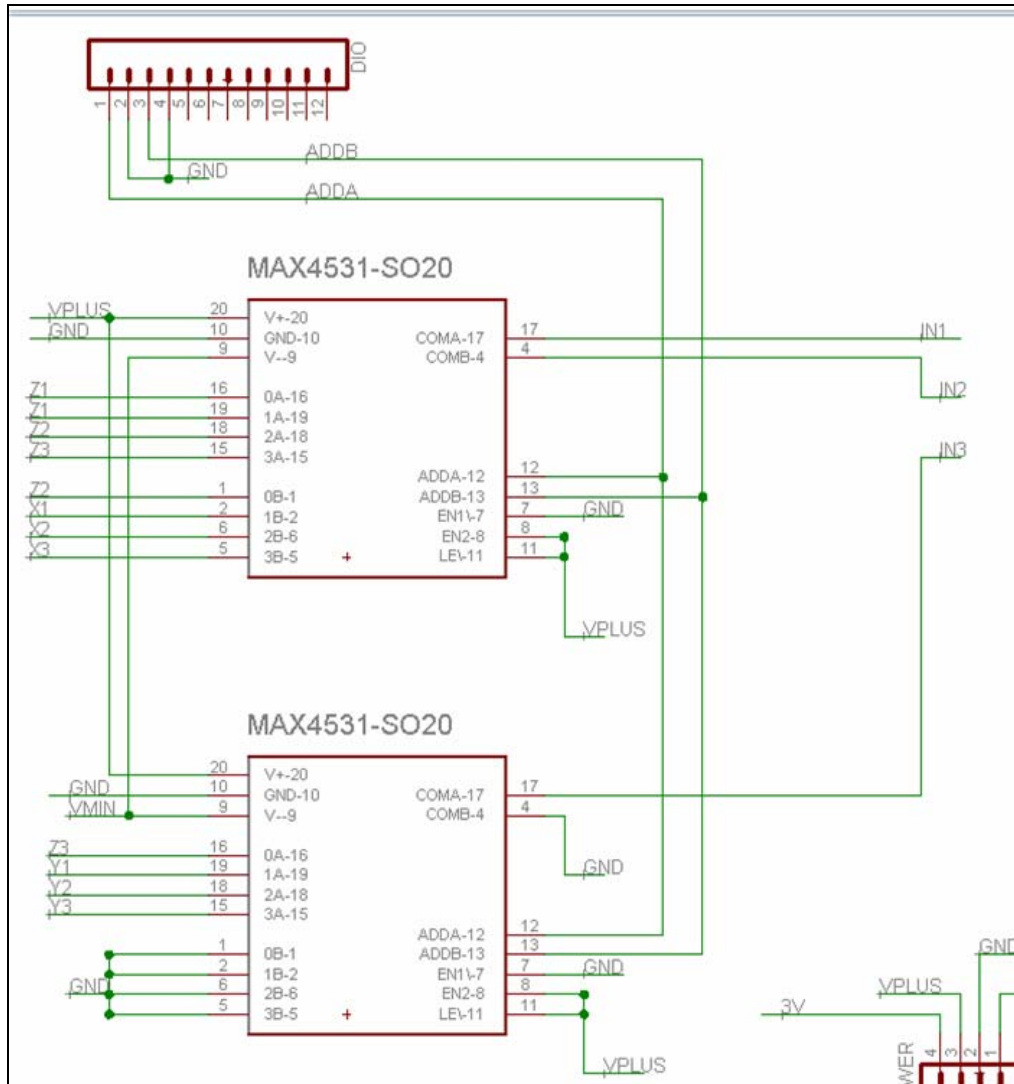 DIO
1 2 3 4 5 6 7 8 9 10 11 12
ADDB
GND
ADDA
MAX4531-SO20
VPLUS 20 V+-20
GND 10 GND-10 COMA-17 17 IN1
9 V--9 COMB-4 4
IN2
Z1 16 0A-16
Z1 19 1A-19
Z2 18 2A-18
Z3 15 3A-15
IN3
ADDA-12 12
Z2 1 0B-1 ADDB-13 13
X1 2 1B-2 EN1\-7 7 GND
X2 6 2B-6 EN2-8 8
X3 5 3B-5 LE\-11 11
VPLUS
MAX4531-SO20
20 V+-20
GND 10 GND-10 COMA-17 17
VMIN 9 V--9 COMB-4 4
Z3 16 0A-16
GND
Y1 19 1A-19
Y2 18 2A-18
Y3 15 3A-15
ADDA-12 12
1 0B-1 ADDB-13 13
2 1B-2 EN1\-7 7 GND
GND 6 2B-6 EN2-8 8
5 3B-5 LE\-11 11
VPLUS
GND
VPLUS
3V
WER 4 3 2 1